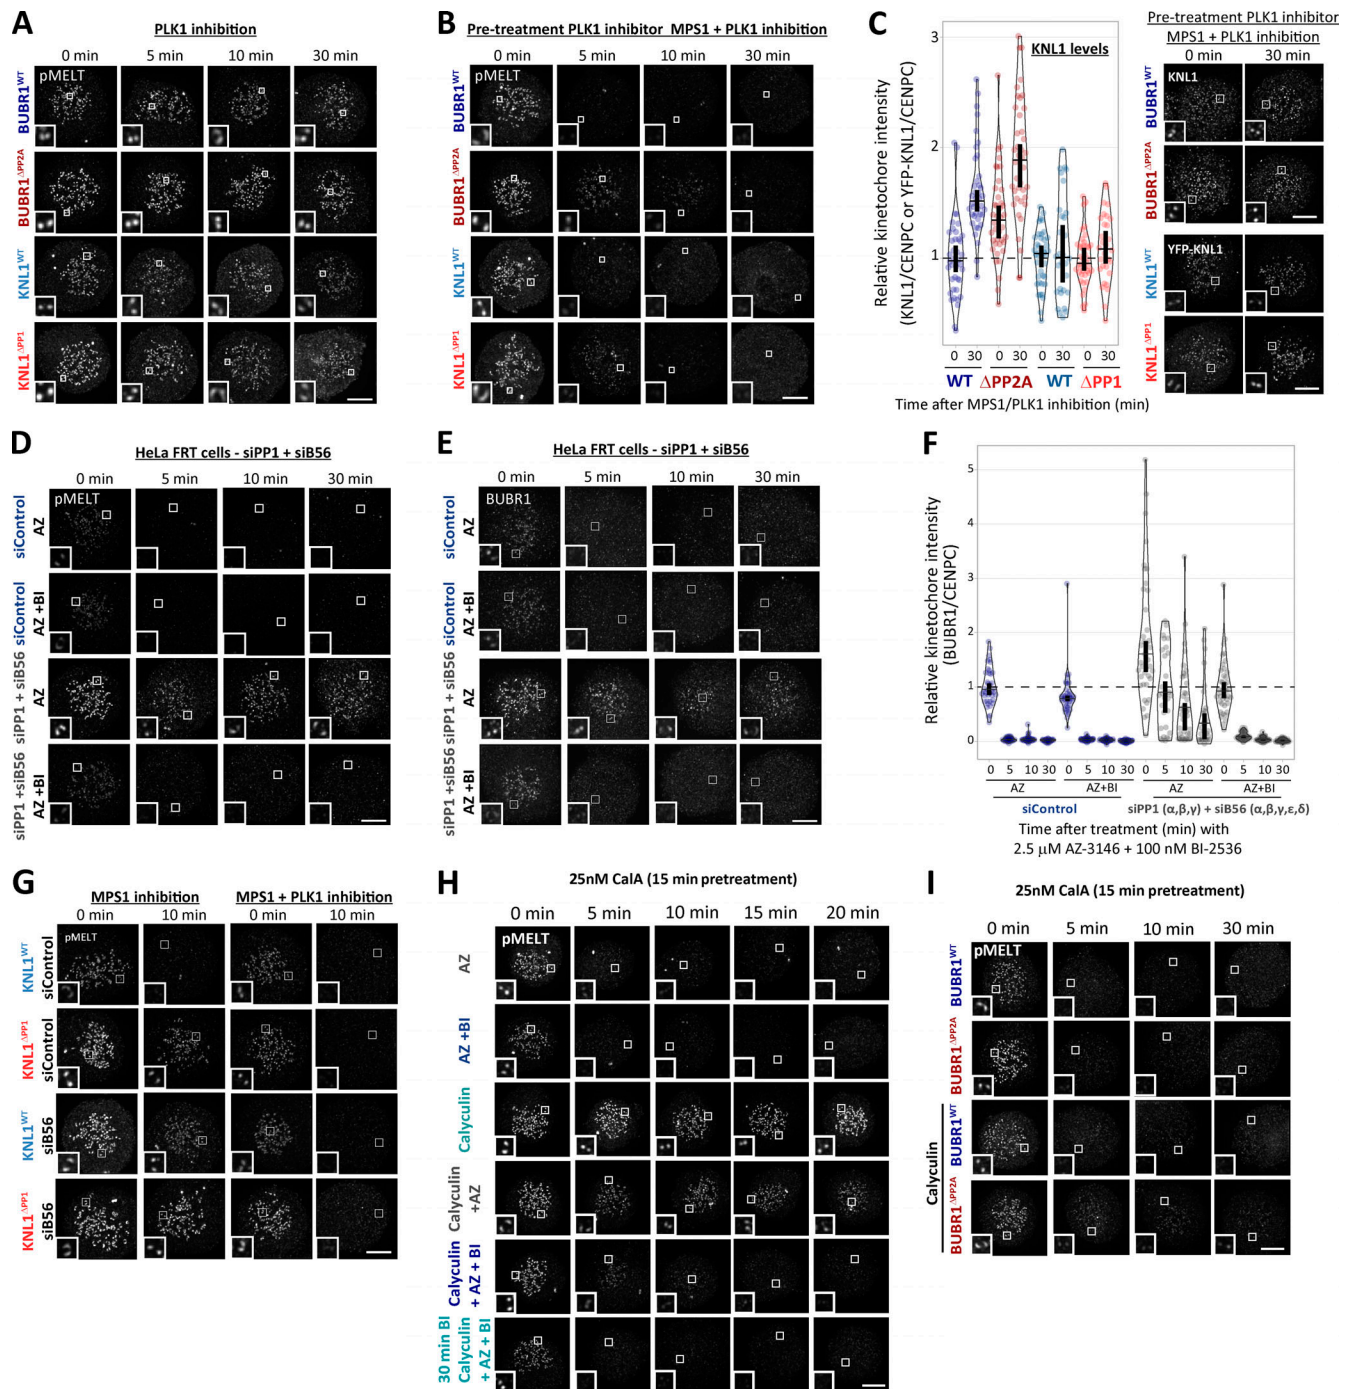 A
PLK1 inhibition
0 min 5 min 10 min 30 min
pMELT
BUBR1WT
BUBR1ΔPP2A
KNL1WT
KNL1ΔPP1
B
Pre-treatment PLK1 inhibitor MPS1 + PLK1 inhibition
0 min 5 min 10 min 30 min
pMELT
BUBR1WT
BUBR1ΔPP2A
KNL1WT
KNL1ΔPP1
C
KNL1 levels
Relative kinetochore intensity
(KNL1/CENPC or YFP-KNL1/CENPC)
3
2
1
0 30 0 30 0 30 0 30
WT ΔPP2A WT ΔPP1
Time after MPS1/PLK1 inhibition (min)
Pre-treatment PLK1 inhibitor
MPS1 + PLK1 inhibition
0 min 30 min
KNL1
YFP-KNL1
BUBR1WT
BUBR1ΔPP2A
KNL1WT
KNL1ΔPP1
D
HeLa FRT cells - siPP1 + siB56
0 min 5 min 10 min 30 min
pMELT
siControl
AZ
siControl
AZ +BI
siPP1 + siB56
AZ
siPP1 +siB56
AZ +BI
E
HeLa FRT cells - siPP1 + siB56
0 min 5 min 10 min 30 min
BUBR1
siControl
AZ
siControl
AZ +BI
siPP1 + siB56
AZ
siPP1 +siB56
AZ +BI
F
Relative kinetochore intensity
(BUBR1/CENPC)
5
4
3
2
1
0
0 5 10 30 0 5 10 30 0 5 10 30 0 5 10 30
AZ AZ+BI AZ AZ+BI
siControl siPP1 (α,β,γ) + siB56 (α,β,γ,ε,δ)
Time after treatment (min) with
2.5 μM AZ-3146 + 100 nM BI-2536
G
MPS1 inhibition MPS1 + PLK1 inhibition
0 min 10 min 0 min 10 min
pMELT
KNL1WT
siControl
KNL1ΔPP1
siControl
KNL1WT
siB56
KNL1ΔPP1
siB56
H
25nM CalA (15 min pretreatment)
0 min 5 min 10 min 15 min 20 min
pMELT
AZ
AZ +BI
Calyculin
Calyculin
+AZ
Calyculin
+ AZ + BI
30 min BI
Calyculin
+ AZ + BI
I
25nM CalA (15 min pretreatment)
0 min 5 min 10 min 30 min
pMELT
BUBR1WT
BUBR1ΔPP2A
Calyculin
BUBR1WT
BUBR1ΔPP2A